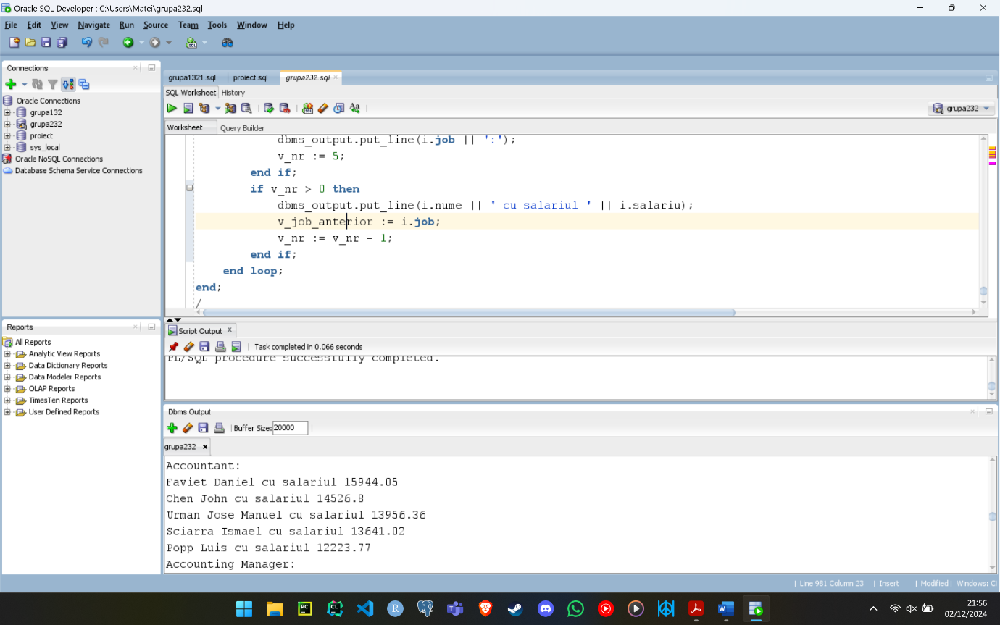 Oracle SQL Developer : C:\Users\Matei\grupa232.sql
File Edit View Navigate Run Source Team Tools Window Help
Connections
Oracle Connections
grupa132
grupa232
proiect
sys_local
Oracle NoSQL Connections
Database Schema Service Connections
Reports
All Reports
Analytic View Reports
Data Dictionary Reports
Data Modeler Reports
OLAP Reports
TimesTen Reports
User Defined Reports
grupa1321.sql proiect.sql grupa232.sql
SQL Worksheet History
grupa232
Worksheet Query Builder
dbms_output.put_line(i.job || ':');
v_nr := 5;
end if;
if v_nr > 0 then
dbms_output.put_line(i.nume || ' cu salariul ' || i.salariu);
v_job_anterior := i.job;
v_nr := v_nr - 1;
end if;
end loop;
end;
/
Script Output
Task completed in 0.066 seconds
PL/SQL procedure successfully completed.
Dbms Output
Buffer Size: 20000
grupa232
Accountant:
Faviet Daniel cu salariul 15944.05
Chen John cu salariul 14526.8
Urman Jose Manuel cu salariul 13956.36
Sciarra Ismael cu salariul 13641.02
Popp Luis cu salariul 12223.77
Accounting Manager:
| Line 981 Column 23 | Insert | Modified | Windows: Cl
PC CL R W
21:56
02/12/2024